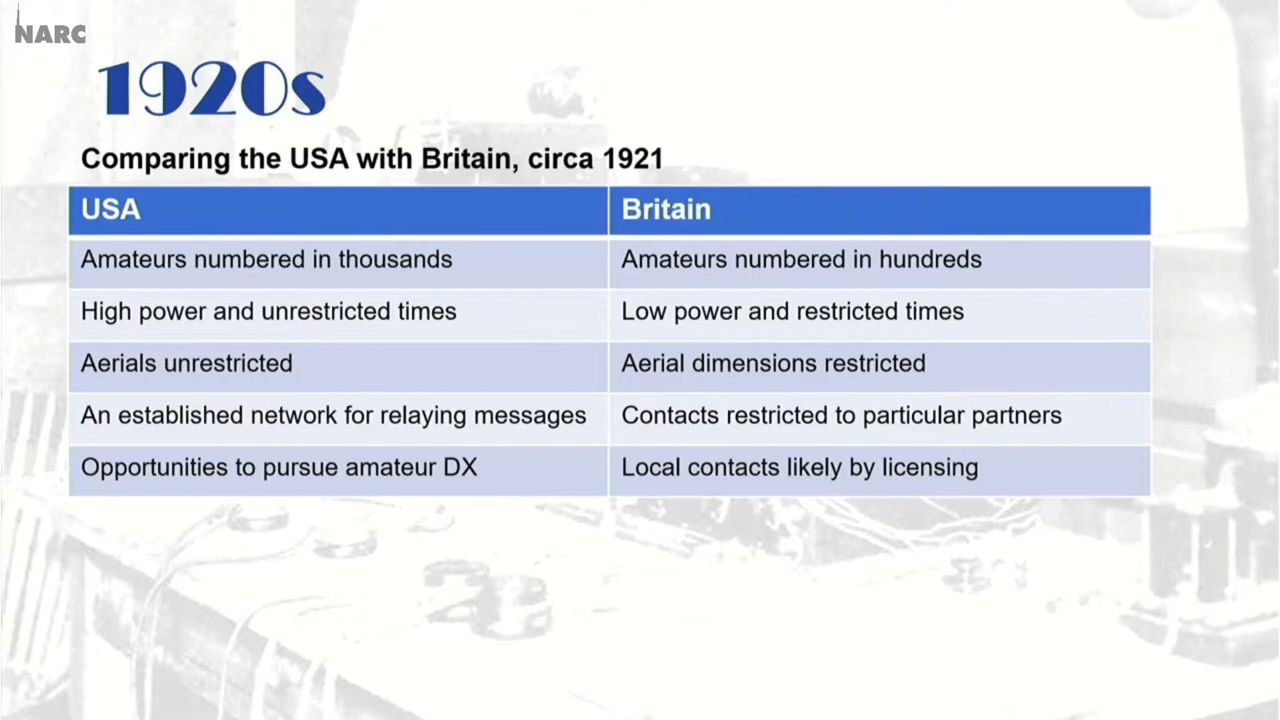 NARC
1920s
Comparing the USA with Britain, circa 1921
USA Britain
Amateurs numbered in thousands Amateurs numbered in hundreds
High power and unrestricted times Low power and restricted times
Aerials unrestricted Aerial dimensions restricted
An established network for relaying messages Contacts restricted to particular partners
Opportunities to pursue amateur DX Local contacts likely by licensing